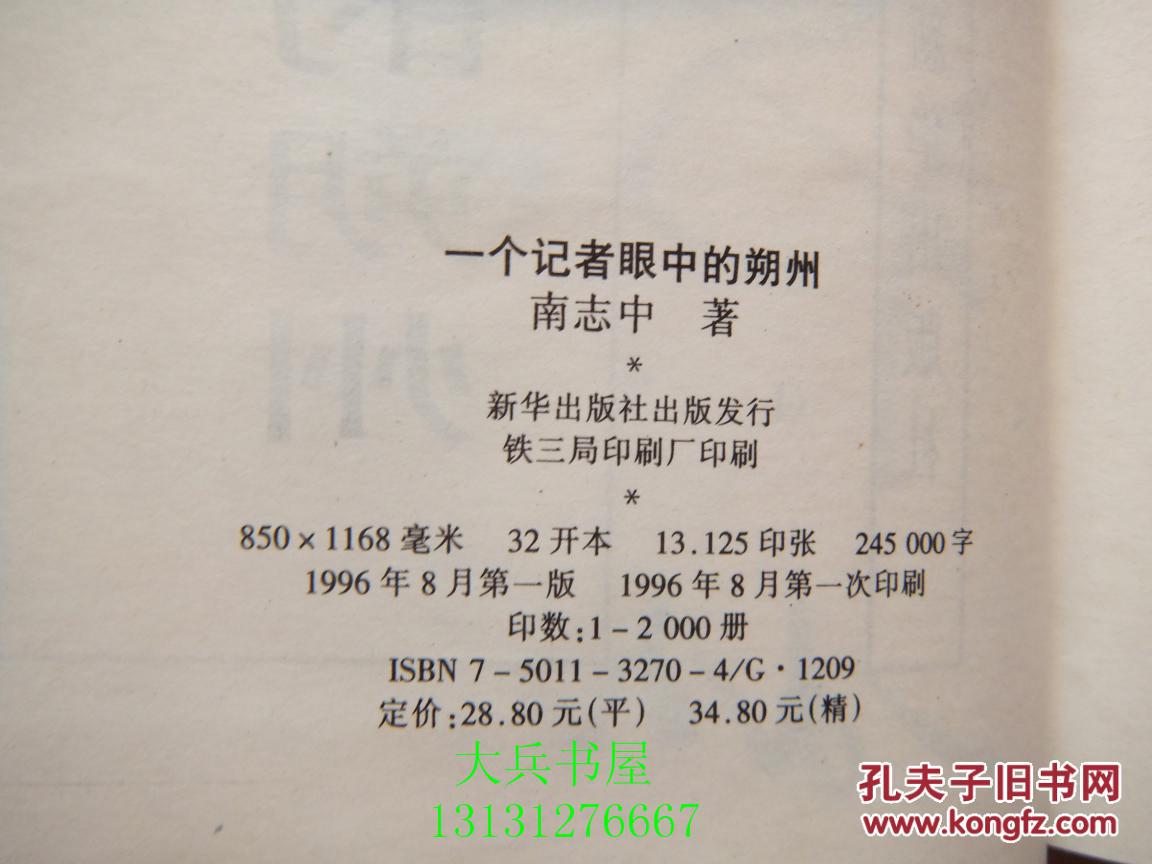 一个记者眼中的朔州
南志中 著
*
新华出版社出版发行
铁三局印刷厂印刷
*
850×1168毫米 32开本 13.125印张 245 000字
1996年8月第一版 1996年8月第一次印刷
印数:1-2 000册
ISBN 7-5011-3270-4/G·1209
定价:28.80元(平) 34.80元(精)
大兵书屋
13131276667
孔夫子旧书网
www.kongfz.com